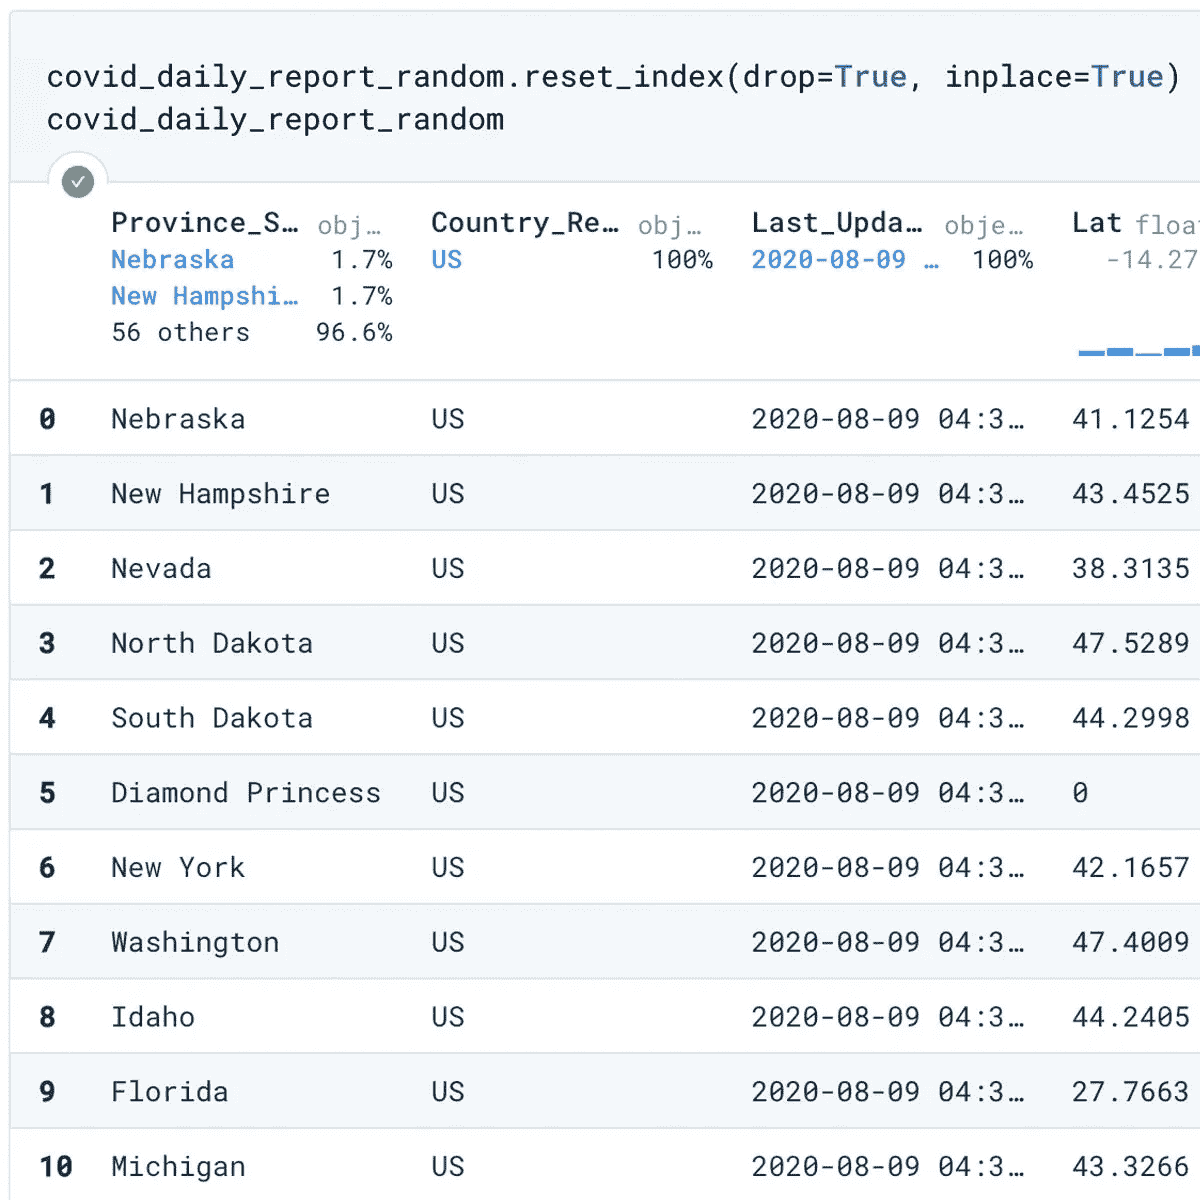 covid_daily_report_random.reset_index(drop=True, inplace=True)
covid_daily_report_random
Province_S… obj… Country_Re… obj… Last_Upda… obje… Lat floa
Nebraska 1.7% US 100% 2020-08-09 … 100% -14.27
New Hampshi… 1.7%
56 others 96.6%
0 Nebraska US 2020-08-09 04:3… 41.1254
1 New Hampshire US 2020-08-09 04:3… 43.4525
2 Nevada US 2020-08-09 04:3… 38.3135
3 North Dakota US 2020-08-09 04:3… 47.5289
4 South Dakota US 2020-08-09 04:3… 44.2998
5 Diamond Princess US 2020-08-09 04:3… 0
6 New York US 2020-08-09 04:3… 42.1657
7 Washington US 2020-08-09 04:3… 47.4009
8 Idaho US 2020-08-09 04:3… 44.2405
9 Florida US 2020-08-09 04:3… 27.7663
10 Michigan US 2020-08-09 04:3… 43.3266